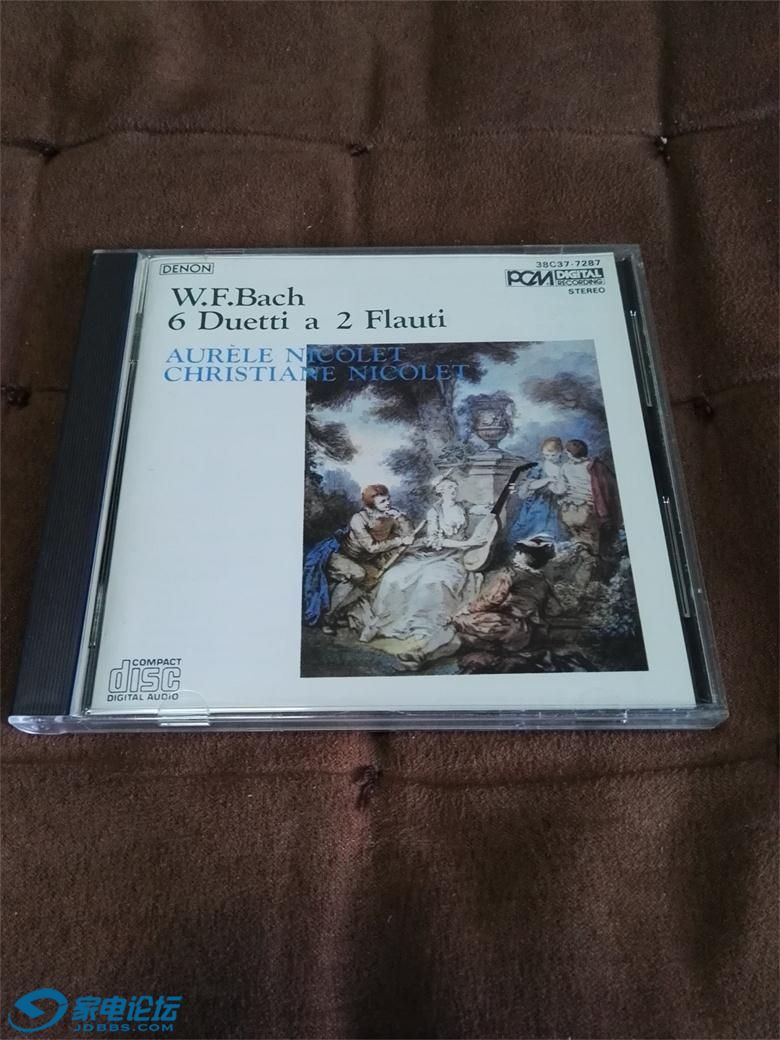 DENON
38C37-7287
PCM DIGITAL RECORDING
STEREO
W.F.Bach
6 Duetti a 2 Flauti
AURÈLE NICOLET
CHRISTIANE NICOLET
COMPACT
disc
DIGITAL AUDIO
家电论坛
JDBBS.COM